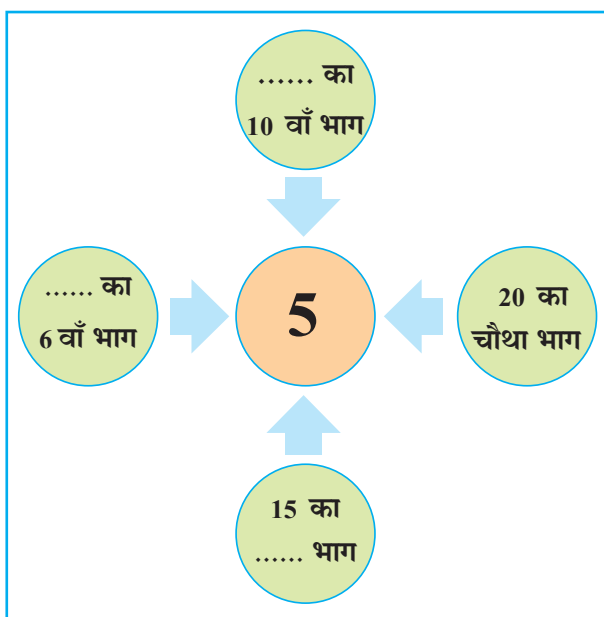 ...... का
10 वाँ भाग
...... का
6 वाँ भाग
5
20 का
चौथा भाग
15 का
...... भाग